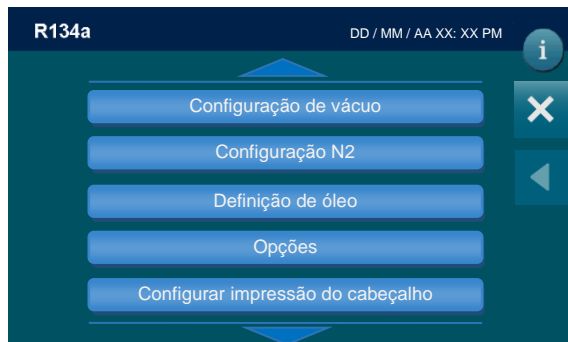 R134a
DD / MM / AA XX: XX PM
i
Configuração de vácuo
Configuração N2
Definição de óleo
Opções
Configurar impressão do cabeçalho